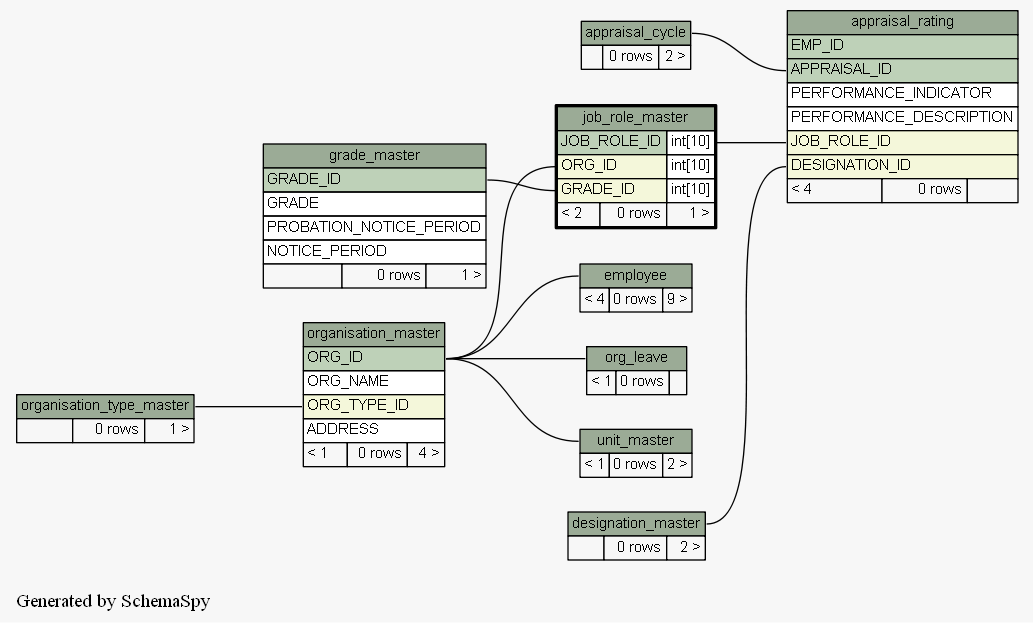 appraisal_cycle
0 rows 2 >
appraisal_rating
EMP_ID
APPRAISAL_ID
PERFORMANCE_INDICATOR
PERFORMANCE_DESCRIPTION
JOB_ROLE_ID
DESIGNATION_ID
< 4 0 rows
job_role_master
JOB_ROLE_ID int[10]
ORG_ID int[10]
GRADE_ID int[10]
< 2 0 rows 1 >
grade_master
GRADE_ID
GRADE
PROBATION_NOTICE_PERIOD
NOTICE_PERIOD
0 rows 1 >
employee
< 4 0 rows 9 >
organisation_master
ORG_ID
ORG_NAME
ORG_TYPE_ID
ADDRESS
< 1 0 rows 4 >
org_leave
< 1 0 rows
organisation_type_master
0 rows 1 >
unit_master
< 1 0 rows 2 >
designation_master
0 rows 2 >
Generated by SchemaSpy